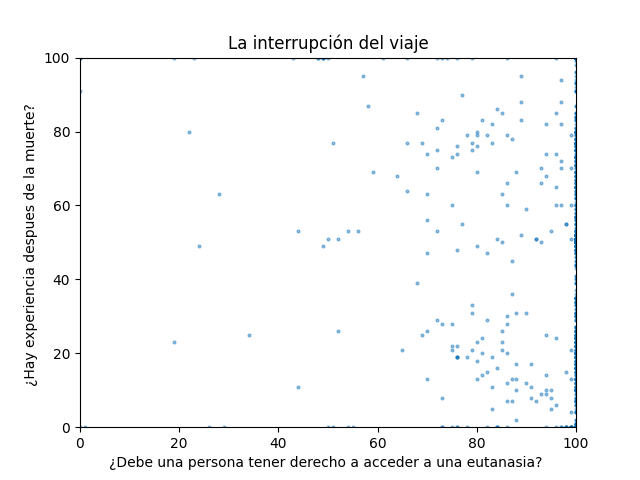 La interrupción del viaje
¿Hay experiencia despues de la muerte?
100
80
60
40
20
0
0 20 40 60 80 100
¿Debe una persona tener derecho a acceder a una eutanasia?